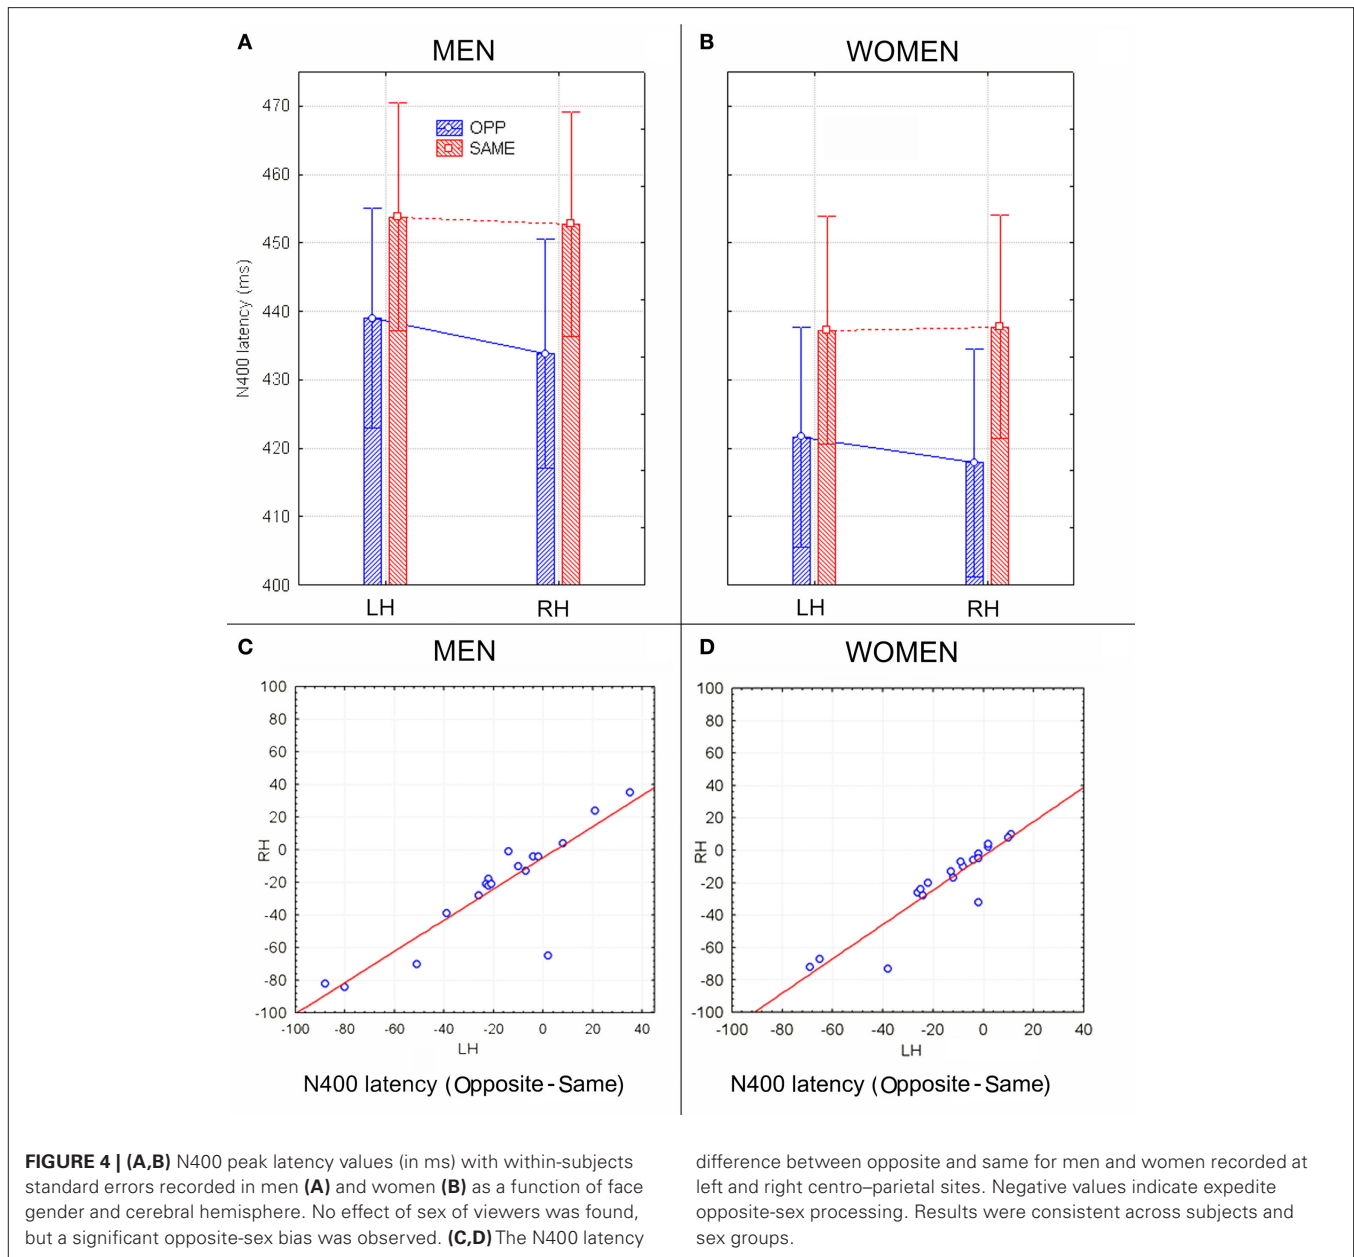 A
MEN
470
460
450
440
430
420
410
400
N400 latency (ms)
OPP
SAME
LH
RH
B
WOMEN
LH
RH
C
MEN
100
80
60
40
20
0
-20
-40
-60
-80
-100
RH
-100
-80
-60
-40
-20
0
20
40
LH
N400 latency (Opposite - Same)
D
WOMEN
100
80
60
40
20
0
-20
-40
-60
-80
-100
RH
-100
-80
-60
-40
-20
0
20
40
LH
N400 latency (Opposite - Same)
FIGURE 4 | (A,B) N400 peak latency values (in ms) with within-subjects
standard errors recorded in men (A) and women (B) as a function of face
gender and cerebral hemisphere. No effect of sex of viewers was found,
but a significant opposite-sex bias was observed. (C,D) The N400 latency
difference between opposite and same for men and women recorded at
left and right centro–parietal sites. Negative values indicate expedite
opposite-sex processing. Results were consistent across subjects and
sex groups.